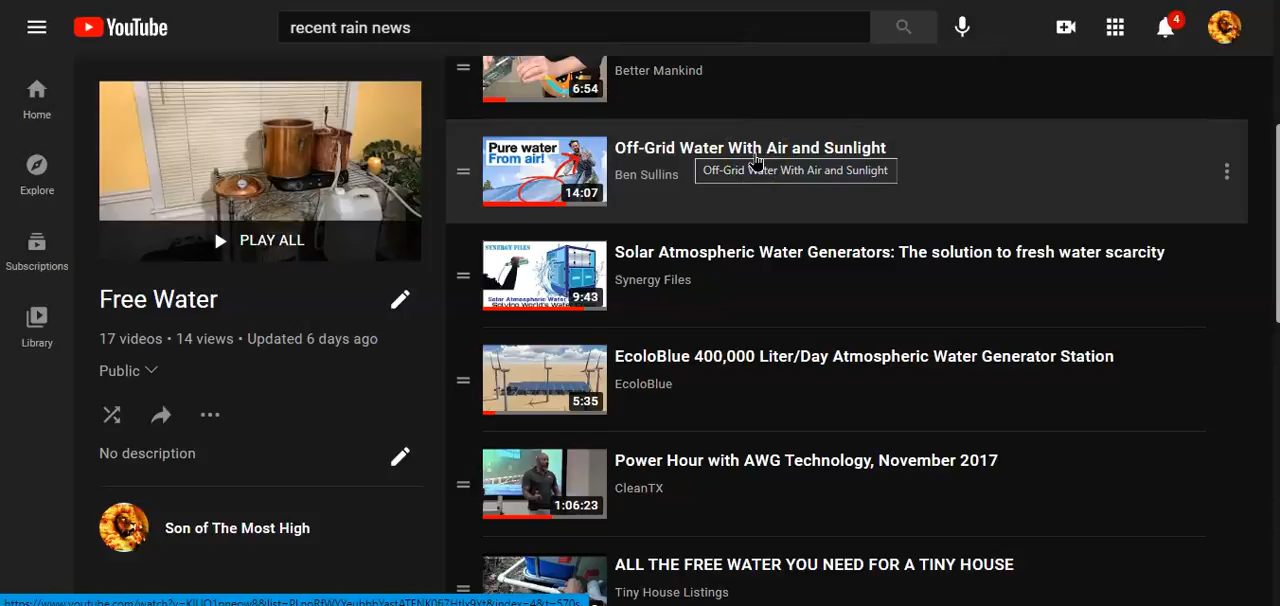 YouTube
recent rain news
4
Home
Explore
Subscriptions
Library
PLAY ALL
Free Water
17 videos • 14 views • Updated 6 days ago
Public
No description
Son of The Most High
6:54
Better Mankind
Pure water
From air!
14:07
Off-Grid Water With Air and Sunlight
Ben Sullins
Off-Grid Water With Air and Sunlight
SYNERGY FILES
9:43
Solar Atmospheric Water Generators: The solution to fresh water scarcity
Synergy Files
5:35
EcoloBlue 400,000 Liter/Day Atmospheric Water Generator Station
EcoloBlue
1:06:23
Power Hour with AWG Technology, November 2017
CleanTX
ALL THE FREE WATER YOU NEED FOR A TINY HOUSE
Tiny House Listings